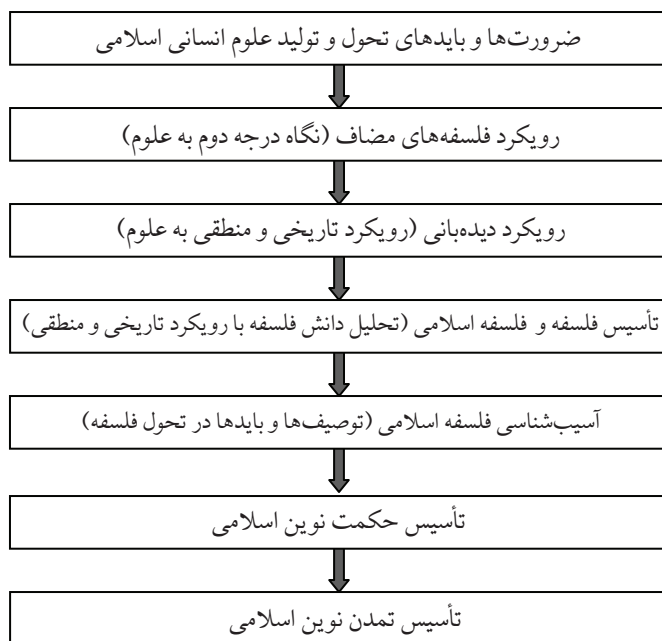 ضرورت‌ها و بایدهای تحول و تولید علوم انسانی اسلامی
رویکرد فلسفه‌های مضاف (نگاه درجه دوم به علوم)
رویکرد دیده‌بانی (رویکرد تاریخی و منطقی به علوم)
تأسیس فلسفه و فلسفه اسلامی (تحلیل دانش فلسفه با رویکرد تاریخی و منطقی)
آسیب‌شناسی فلسفه اسلامی (توصیف‌ها و بایدها در تحول فلسفه)
تأسیس حکمت نوین اسلامی
تأسیس تمدن نوین اسلامی